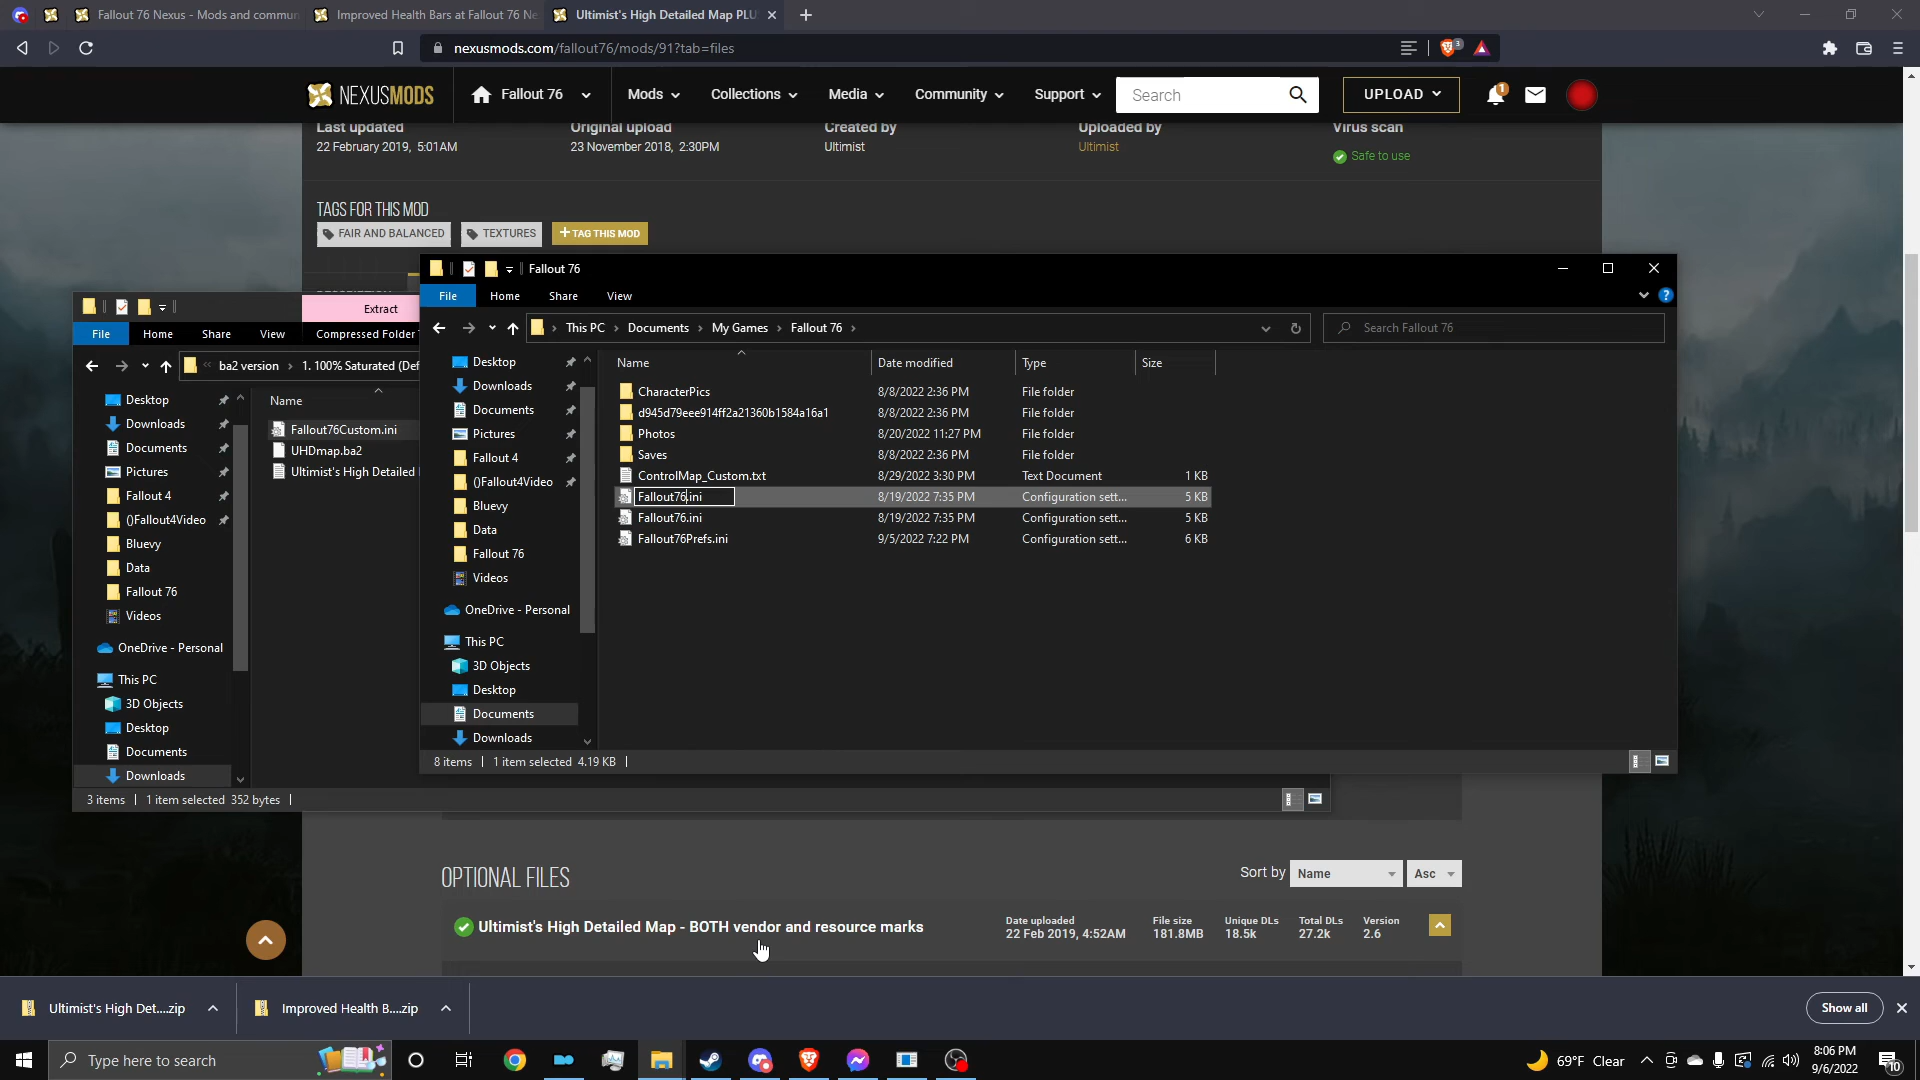 Fallout 76 Nexus - Mods and commun
Improved Health Bars at Fallout 76 Ne
Ultimist's High Detailed Map PLU
nexusmods.com/fallout76/mods/91?tab=files
3
NEXUSMODS
Fallout 76
Mods
Collections
Media
Community
Support
Search
UPLOAD
1
Last updated
Original upload
Created by
Uploaded by
Virus scan
22 February 2019, 5:01AM
23 November 2018, 2:30PM
Ultimist
Ultimist
Safe to use
TAGS FOR THIS MOD
FAIR AND BALANCED
TEXTURES
+ TAG THIS MOD
Extract
File
Home
Share
View
Compressed Folder
ba2 version
1. 100% Saturated (Def
Name
Desktop
Downloads
Documents
Pictures
Fallout 4
()Fallout4Video
Bluevy
Data
Fallout 76
Videos
OneDrive - Personal
This PC
3D Objects
Desktop
Documents
Downloads
Fallout76Custom.ini
UHDmap.ba2
Ultimist's High Detailed
3 items
1 item selected 352 bytes
Fallout 76
File
Home
Share
View
This PC
Documents
My Games
Fallout 76
Search Fallout 76
Desktop
Downloads
Documents
Pictures
Fallout 4
()Fallout4Video
Bluevy
Data
Fallout 76
Videos
OneDrive - Personal
This PC
3D Objects
Desktop
Documents
Downloads
Name
Date modified
Type
Size
CharacterPics 8/8/2022 2:36 PM File folder
d945d79eee914ff2a21360b1584a16a1 8/8/2022 2:36 PM File folder
Photos 8/20/2022 11:27 PM File folder
Saves 8/8/2022 2:36 PM File folder
ControlMap_Custom.txt 8/29/2022 3:30 PM Text Document 1 KB
Fallout76.ini 8/19/2022 7:35 PM Configuration sett... 5 KB
Fallout76.ini 8/19/2022 7:35 PM Configuration sett... 5 KB
Fallout76Prefs.ini 9/5/2022 7:22 PM Configuration sett... 6 KB
8 items
1 item selected 4.19 KB
OPTIONAL FILES
Sort by
Name
Asc
Ultimist's High Detailed Map - BOTH vendor and resource marks
Date uploaded
22 Feb 2019, 4:52AM
File size
181.8MB
Unique DLs
18.5k
Total DLs
27.2k
Version
2.6
Ultimist's High Det....zip
Improved Health B....zip
Show all
Type here to search
69°F Clear
8:06 PM
9/6/2022
10